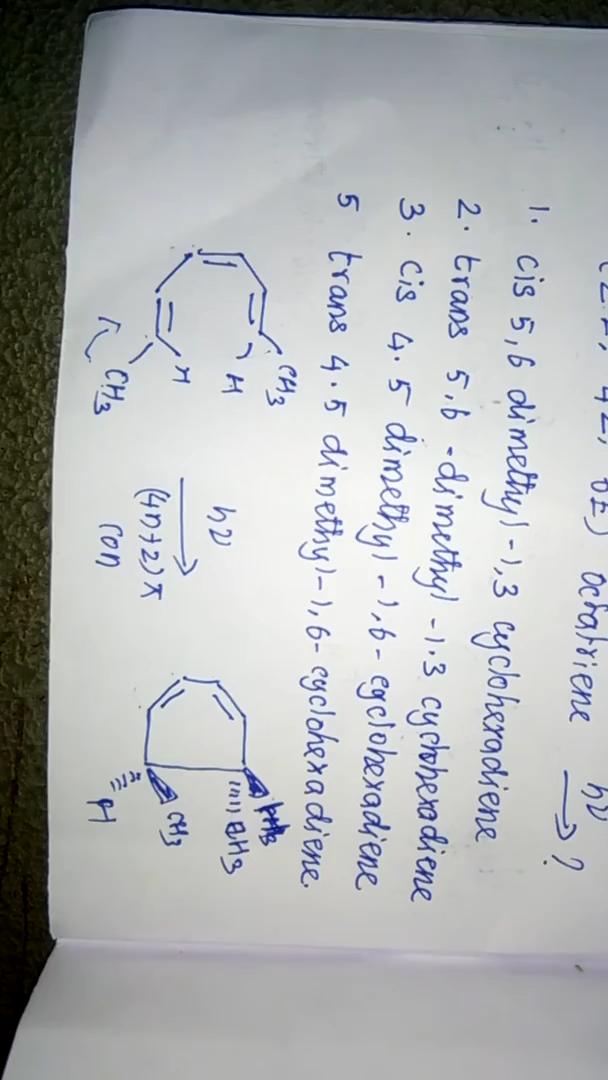 octatriene hν → ?
1. cis 5,6 dimethyl -1,3 cyclohexadiene
2. trans 5,6 -dimethyl -1.3 cyclohexadiene
3. cis 4.5 dimethyl -1,6- cyclohexadiene
5 trans 4.5 dimethyl-1,6-cyclohexadiene.
CH3
H
H
CH3
hν
(4n+2)π
con
CH3
H
CH3